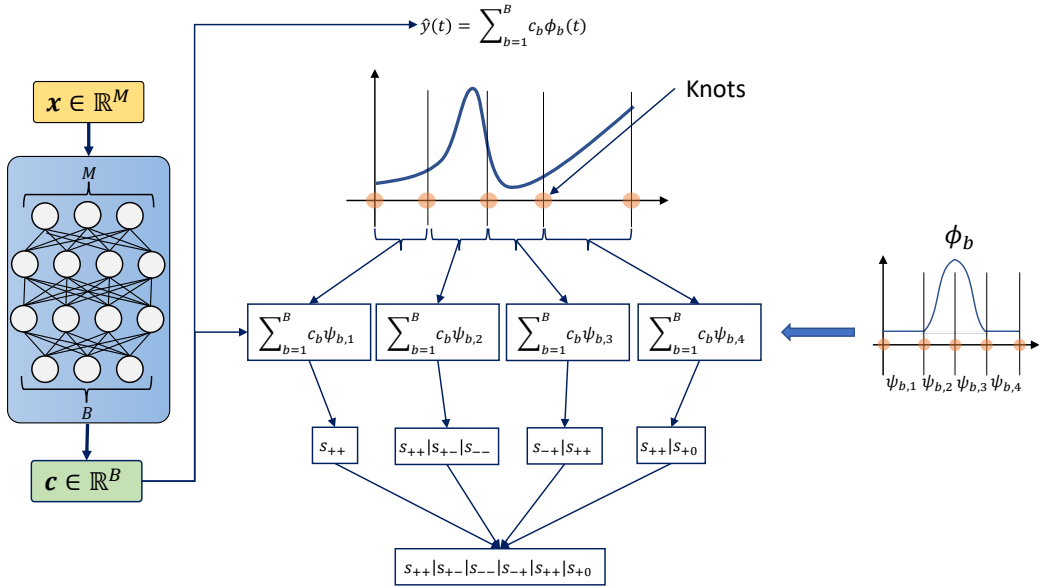 ŷ(t) = ∑_{b=1}^{B} c_b ϕ_b(t)
x ∈ ℝ^M
Knots
M
ϕ_b
∑_{b=1}^{B} c_b ψ_{b,1}
∑_{b=1}^{B} c_b ψ_{b,2}
∑_{b=1}^{B} c_b ψ_{b,3}
∑_{b=1}^{B} c_b ψ_{b,4}
ψ_{b,1} ψ_{b,2} ψ_{b,3} ψ_{b,4}
B
s_{++}
s_{++}|s_{+-}|s_{--}
s_{-+}|s_{++}
s_{++}|s_{+0}
c ∈ ℝ^B
s_{++}|s_{+-}|s_{--}|s_{-+}|s_{++}|s_{+0}